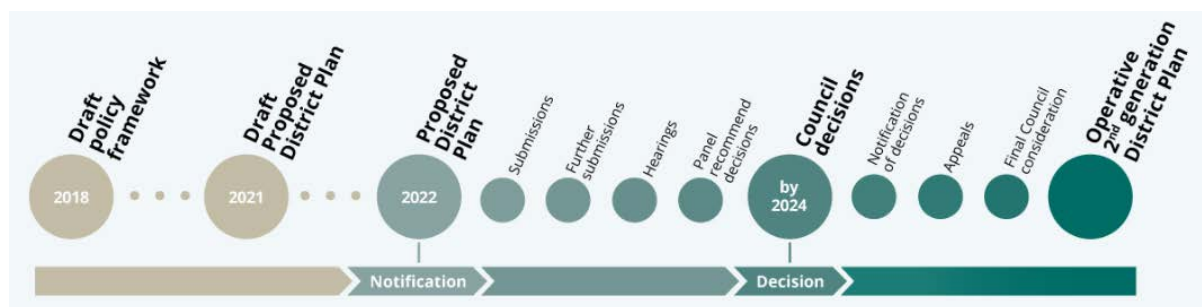 Draft
policy
framework
2018
Draft
Proposed
District Plan
2021
Proposed
District
Plan
2022
Submissions
Further
submissions
Hearings
Panel
recommend
decisions
Council
decisions
by
2024
Notification
of decisions
Appeals
Final Council
consideration
Operative
2nd generation
District Plan
Notification
Decision